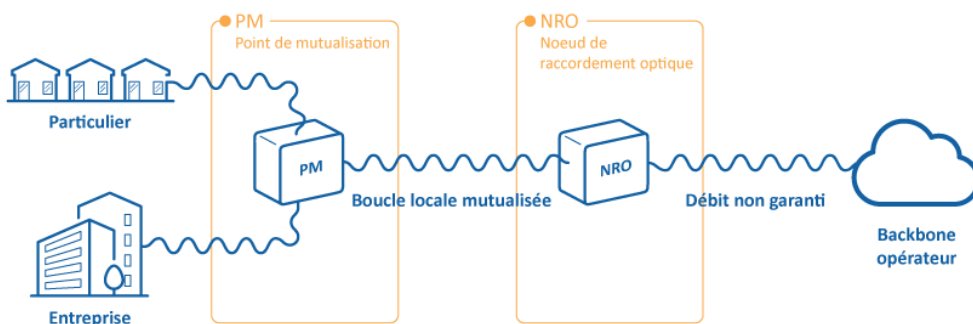 PM
Point de mutualisation
NRO
Noeud de
raccordement optique
Particulier
PM
NRO
Boucle locale mutualisée
Débit non garanti
Backbone
opérateur
Entreprise